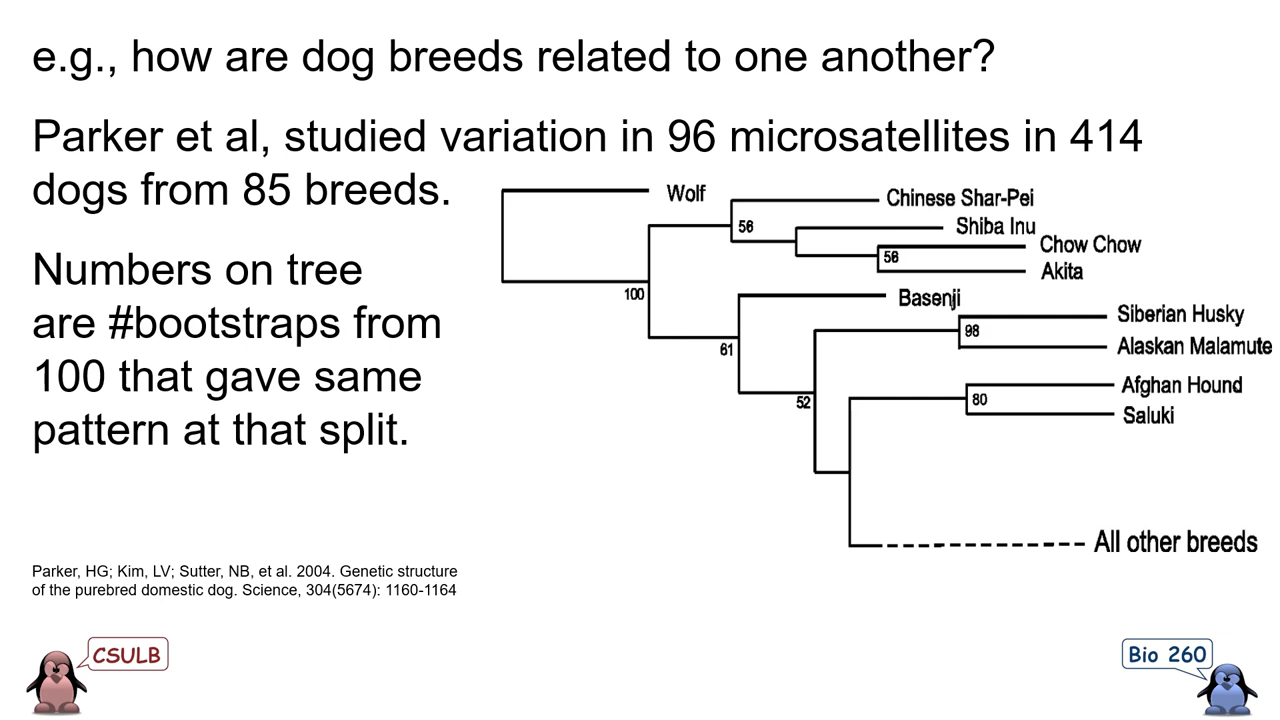 e.g., how are dog breeds related to one another?
Parker et al, studied variation in 96 microsatellites in 414
dogs from 85 breeds.
Numbers on tree
are #bootstraps from
100 that gave same
pattern at that split.
Wolf
Chinese Shar-Pei
56
Shiba Inu
Chow Chow
56
Akita
100
Basenji
Siberian Husky
98
Alaskan Malamute
61
Afghan Hound
80
52
Saluki
All other breeds
Parker, HG; Kim, LV; Sutter, NB, et al. 2004. Genetic structure
of the purebred domestic dog. Science, 304(5674): 1160-1164
CSULB
Bio 260